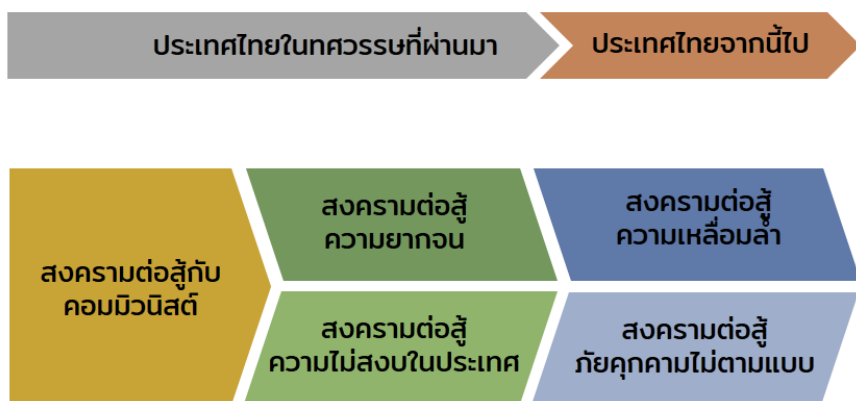 ประเทศไทยในทศวรรษที่ผ่านมา
ประเทศไทยจากนี้ไป
สงครามต่อสู้กับ
คอมมิวนิสต์
สงครามต่อสู้
ความยากจน
สงครามต่อสู้
ความเหลื่อมล้ำ
สงครามต่อสู้
ความไม่สงบในประเทศ
สงครามต่อสู้
ภัยคุกคามไม่ตามแบบ